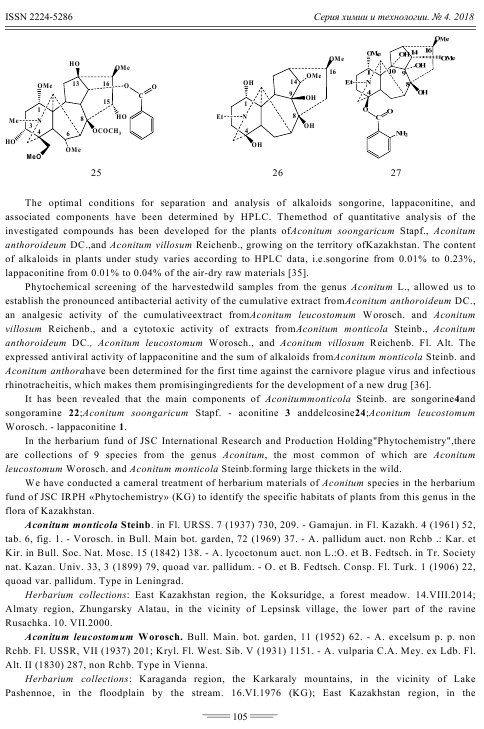 ISSN 2224-5286 Серия химии и технологии. № 4. 2018
HO
OMe
13
16
O
C
O
OMe
1
15
HO
Me
N
8
3
4
6
OCOCH3
HO
MeO
OMe
25
OMe
16
OH
OMe
14
1
9
OH
Et
N
8
OH
4
OH
26
OMe
OMe
OH
14
16
OMe
1
10
OH
9
Et
N
8
OH
4
O
C
O
NH2
27
The optimal conditions for separation and analysis of alkaloids songorine, lappaconitine, and
associated components have been determined by HPLC. Themethod of quantitative analysis of the
investigated compounds has been developed for the plants ofAconitum soongaricum Stapf., Aconitum
anthoroideum DC.,and Aconitum villosum Reichenb., growing on the territory ofKazakhstan. The content
of alkaloids in plants under study varies according to HPLC data, i.e.songorine from 0.01% to 0.23%,
lappaconitine from 0.01% to 0.04% of the air-dry raw materials [35].
Phytochemical screening of the harvestedwild samples from the genus Aconitum L., allowed us to
establish the pronounced antibacterial activity of the cumulative extract fromAconitum anthoroideum DC.,
an analgesic activity of the cumulativeextract fromAconitum leucostomum Worosch. and Aconitum
villosum Reichenb., and a cytotoxic activity of extracts fromAconitum monticola Steinb., Aconitum
anthoroideum DC., Aconitum leucostomum Worosch., and Aconitum villosum Reichenb. Fl. Alt. The
expressed antiviral activity of lappaconitine and the sum of alkaloids fromAconitum monticola Steinb. and
Aconitum anthorahave been determined for the first time against the carnivore plague virus and infectious
rhinotracheitis, which makes them promisingingredients for the development of a new drug [36].
It has been revealed that the main components of Aconitummonticola Steinb. are songorine4and
songoramine 22;Aconitum soongaricum Stapf. - aconitine 3 anddelcosine24;Aconitum leucostomum
Worosch. - lappaconitine 1.
In the herbarium fund of JSC International Research and Production Holding"Phytochemistry",there
are collections of 9 species from the genus Aconitum, the most common of which are Aconitum
leucostomum Worosch. and Aconitum monticola Steinb.forming large thickets in the wild.
We have conducted a cameral treatment of herbarium materials of Aconitum species in the herbarium
fund of JSC IRPH «Phytochemistry» (KG) to identify the specific habitats of plants from this genus in the
flora of Kazakhstan.
Aconitum monticola Steinb. in Fl. URSS. 7 (1937) 730, 209. - Gamajun. in Fl. Kazakh. 4 (1961) 52,
tab. 6, fig. 1. - Vorosch. in Bull. Main bot. garden, 72 (1969) 37. - A. pallidum auct. non Rchb .: Kar. et
Kir. in Bull. Soc. Nat. Mosc. 15 (1842) 138. - A. lycoctonum auct. non L.:O. et B. Fedtsch. in Tr. Society
nat. Kazan. Univ. 33, 3 (1899) 79, quoad var. pallidum. - O. et B. Fedtsch. Consp. Fl. Turk. 1 (1906) 22,
quoad var. pallidum. Type in Leningrad.
Herbarium collections: East Kazakhstan region, the Koksuridge, a forest meadow. 14.VIII.2014;
Almaty region, Zhungarsky Alatau, in the vicinity of Lepsinsk village, the lower part of the ravine
Rusachka. 10. VII.2000.
Aconitum leucostomum Worosch. Bull. Main. bot. garden, 11 (1952) 62. - A. excelsum p. p. non
Rchb. Fl. USSR, VII (1937) 201; Kryl. Fl. West. Sib. V (1931) 1151. - A. vulparia C.A. Mey. ex Ldb. Fl.
Alt. II (1830) 287, non Rchb. Type in Vienna.
Herbarium collections: Karaganda region, the Karkaraly mountains, in the vicinity of Lake
Pashennoe, in the floodplain by the stream. 16.VI.1976 (KG); East Kazakhstan region, in the
105